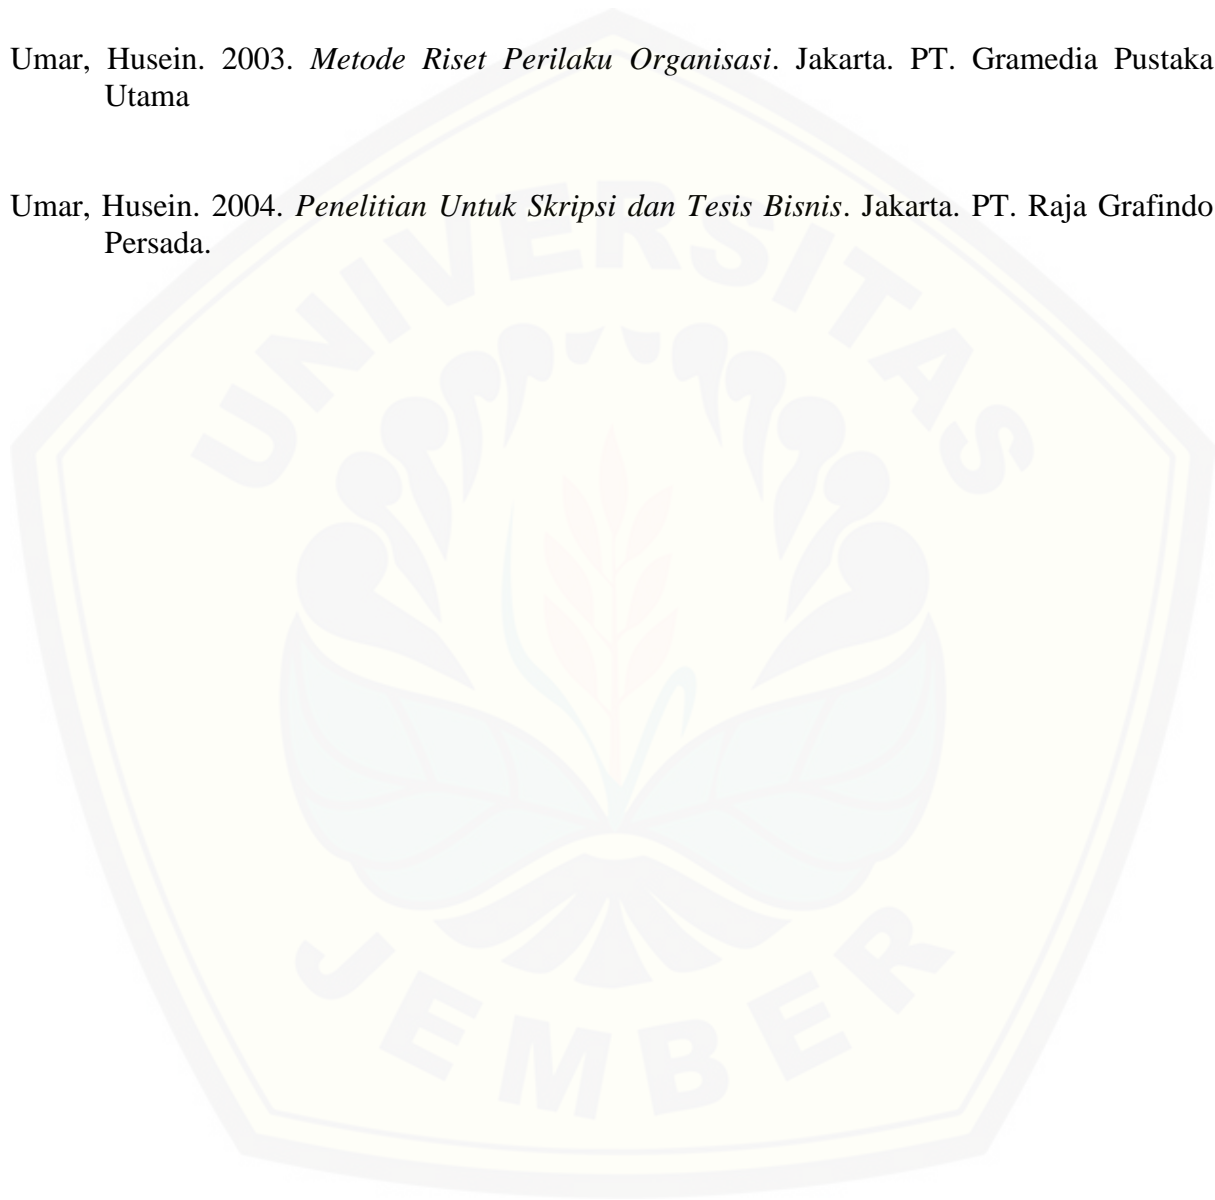 Umar, Husein. 2003. Metode Riset Perilaku Organisasi. Jakarta. PT. Gramedia Pustaka
Utama
Umar, Husein. 2004. Penelitian Untuk Skripsi dan Tesis Bisnis. Jakarta. PT. Raja Grafindo
Persada.
UNIVERSITAS
JEMBER